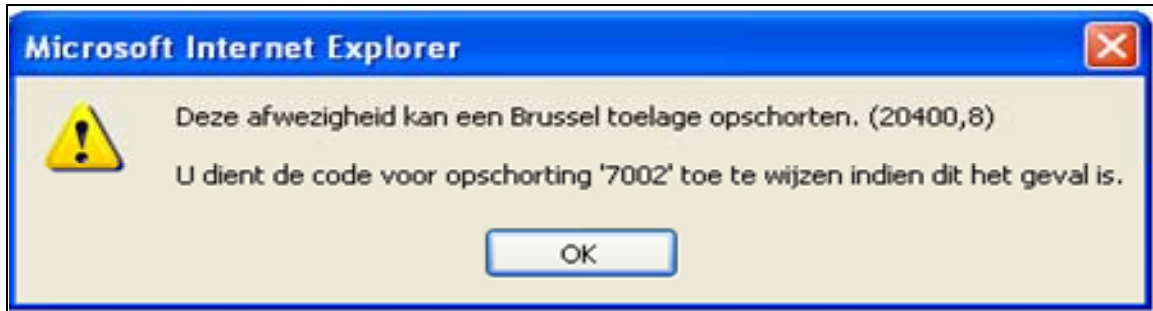 Microsoft Internet Explorer
Deze afwezigheid kan een Brussel toelage opschorten. (20400,8)
U dient de code voor opschorting '7002' toe te wijzen indien dit het geval is.
OK